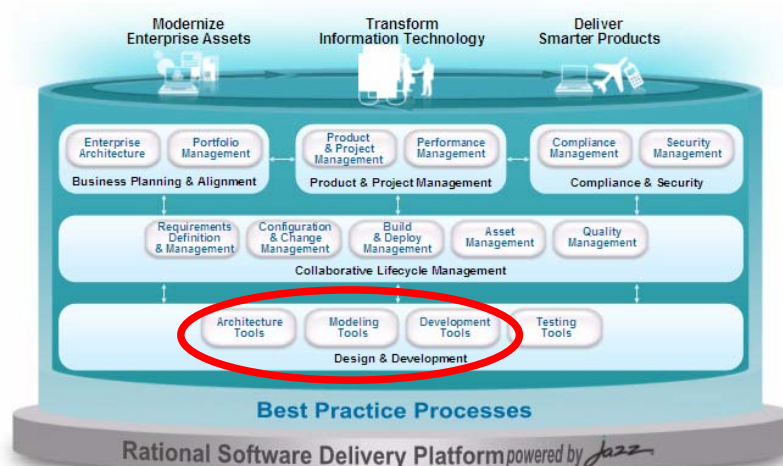 Modernize
Enterprise Assets
Transform
Information Technology
Deliver
Smarter Products
Enterprise
Architecture
Portfolio
Management
Business Planning & Alignment
Product
& Project
Management
Performance
Management
Product & Project Management
Compliance
Management
Security
Management
Compliance & Security
Requirements
Definition
& Management
Configuration
& Change
Management
Build
& Deploy
Management
Asset
Management
Quality
Management
Collaborative Lifecycle Management
Architecture
Tools
Modeling
Tools
Development
Tools
Testing
Tools
Design & Development
Best Practice Processes
Rational Software Delivery Platform powered by jazz